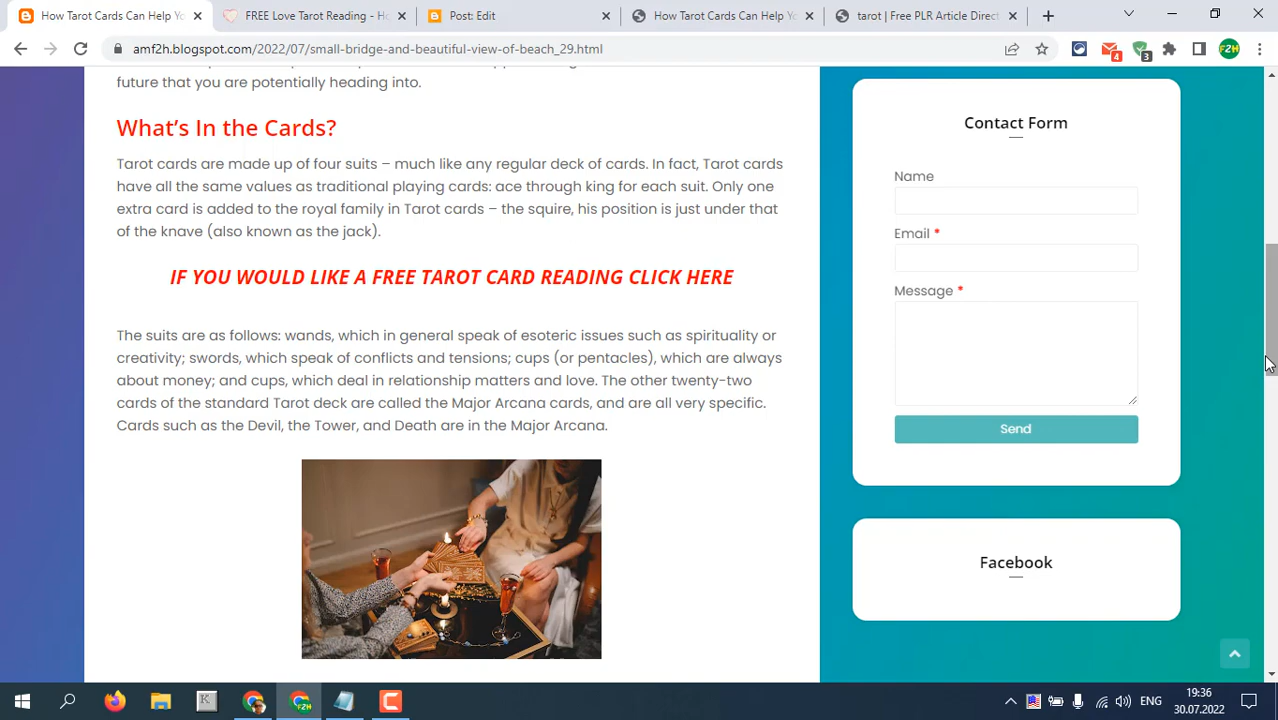 How Tarot Cards Can Help Yo
FREE Love Tarot Reading - Ho
Post: Edit
How Tarot Cards Can Help You
tarot | Free PLR Article Direct
amf2h.blogspot.com/2022/07/small-bridge-and-beautiful-view-of-beach_29.html
4
3
F2H
future that you are potentially heading into.
What's In the Cards?
Tarot cards are made up of four suits – much like any regular deck of cards. In fact, Tarot cards
have all the same values as traditional playing cards: ace through king for each suit. Only one
extra card is added to the royal family in Tarot cards – the squire, his position is just under that
of the knave (also known as the jack).
IF YOU WOULD LIKE A FREE TAROT CARD READING CLICK HERE
The suits are as follows: wands, which in general speak of esoteric issues such as spirituality or
creativity; swords, which speak of conflicts and tensions; cups (or pentacles), which are always
about money; and cups, which deal in relationship matters and love. The other twenty-two
cards of the standard Tarot deck are called the Major Arcana cards, and are all very specific.
Cards such as the Devil, the Tower, and Death are in the Major Arcana.
Contact Form
Name
Email *
Message *
Send
Facebook
K
F2H
ENG
19:36
30.07.2022